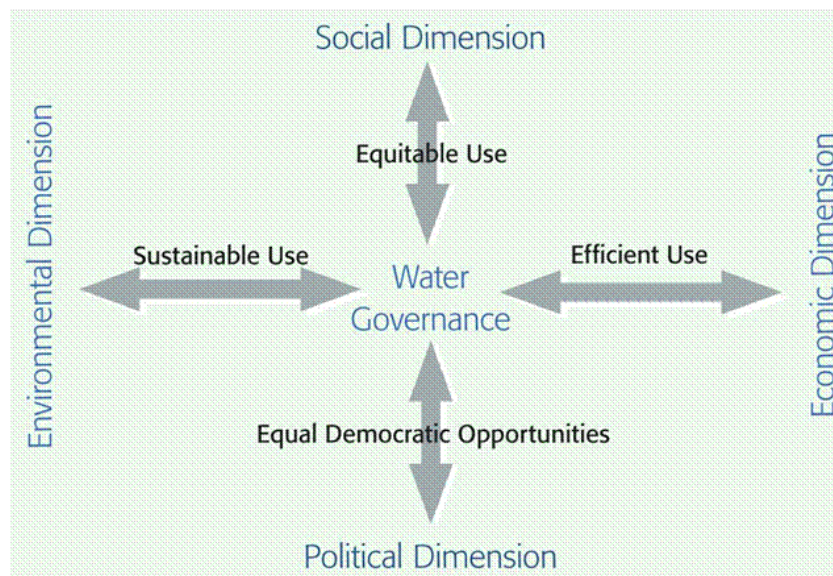 Social Dimension
Equitable Use
Environmental Dimension
Sustainable Use
Water
Governance
Efficient Use
Economic Dimension
Equal Democratic Opportunities
Political Dimension